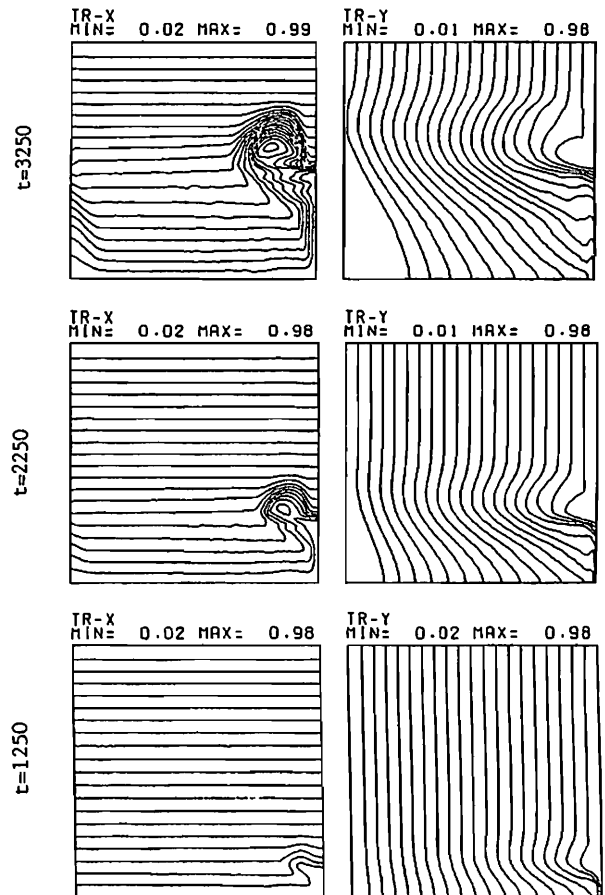 TR-X
MIN= 0.02 MAX= 0.99
TR-Y
MIN= 0.01 MAX= 0.98
t=3250
TR-X
MIN= 0.02 MAX= 0.98
TR-Y
MIN= 0.01 MAX= 0.98
t=2250
TR-X
MIN= 0.02 MAX= 0.98
TR-Y
MIN= 0.02 MAX= 0.98
t=1250